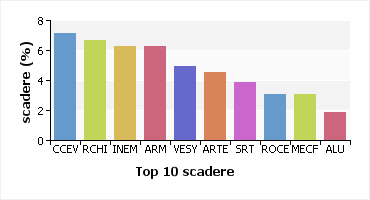 scadere (%)
8
6
4
2
0
CCEV RCHI INEM ARM VESY ARTE SRT ROCE MECF ALU
Top 10 scadere